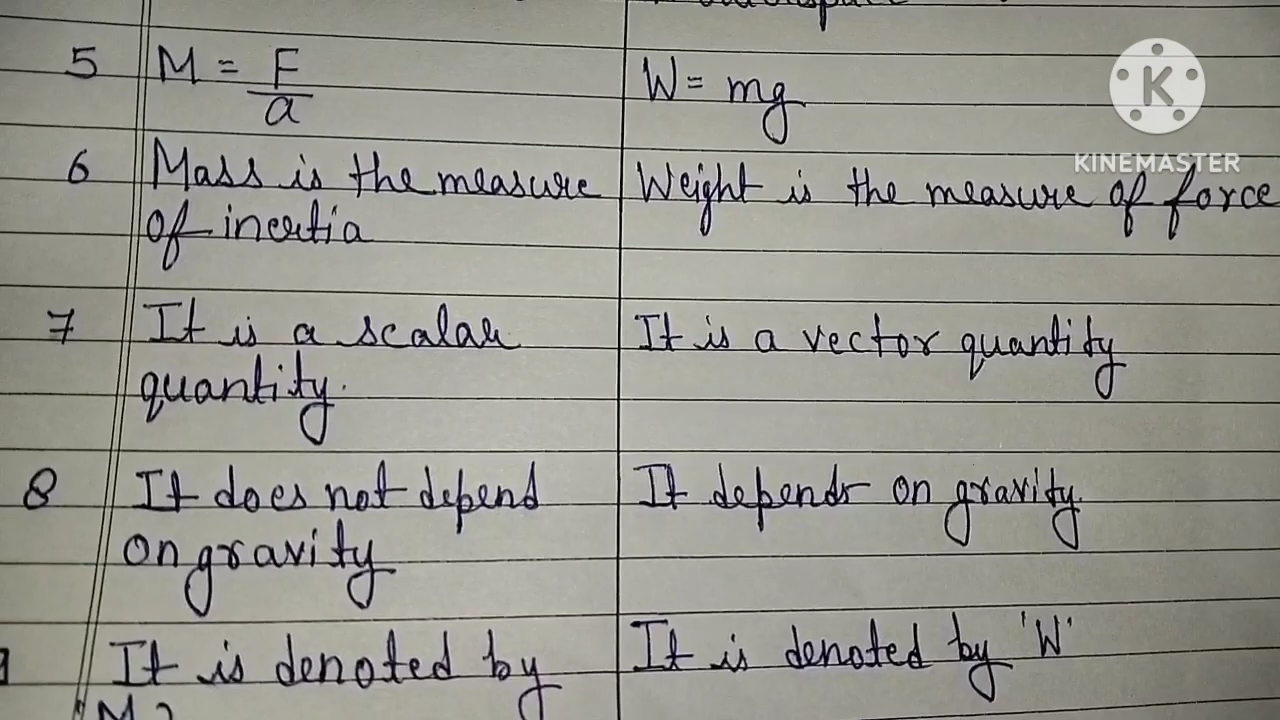 5 M = F/a W = mg
6 Mass is the measure Weight is the measure of force
of inertia
7 It is a scalar It is a vector quantity
quantity.
8 It does not depend It depends on gravity.
on gravity
It is denoted by It is denoted by 'W'
K
KINEMASTER